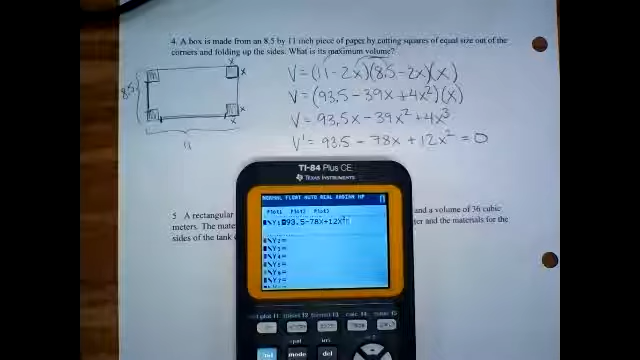 4. A box is made from an 8.5 by 11 inch piece of paper by cutting squares of equal size out of the
corners and folding up the sides. What is its maximum volume?
x
x
8.5
x
x
11
V = (11 - 2x)(8.5 - 2x)(x)
V = (93.5 - 39x + 4x²)(x)
V = 93.5x - 39x² + 4x³
V' = 93.5 - 78x + 12x² = 0
5 A rectangular
and a volume of 36 cubic
meters. The
and the materials for the
sides of the tank
TI-84 Plus CE
TEXAS INSTRUMENTS
NORMAL FLOAT AUTO REAL RADIAN MP
Plot1 Plot2 Plot3
\Y1=93.5-78X+12X²
\Y2=
\Y3=
\Y4=
\Y5=
\Y6=
\Y7=
mode
del